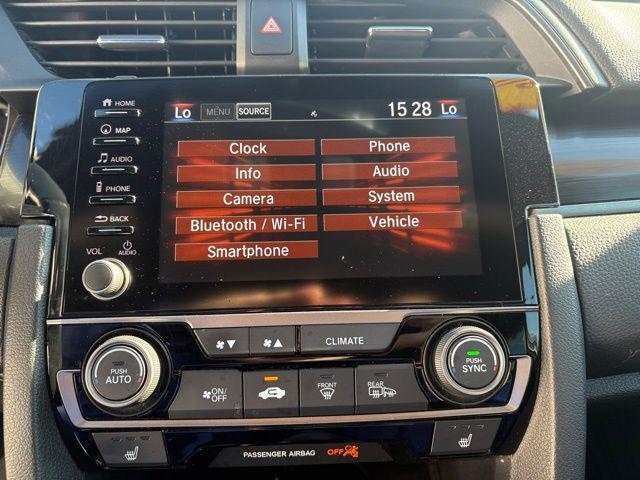 HOME
MAP
AUDIO
PHONE
BACK
VOL AUDIO
Lo MENU SOURCE 15 28 Lo
Clock Phone
Info Audio
Camera System
Bluetooth / Wi-Fi Vehicle
Smartphone
CLIMATE
PUSH
AUTO
PUSH
SYNC
ON/
OFF
FRONT
REAR
PASSENGER AIRBAG OFF